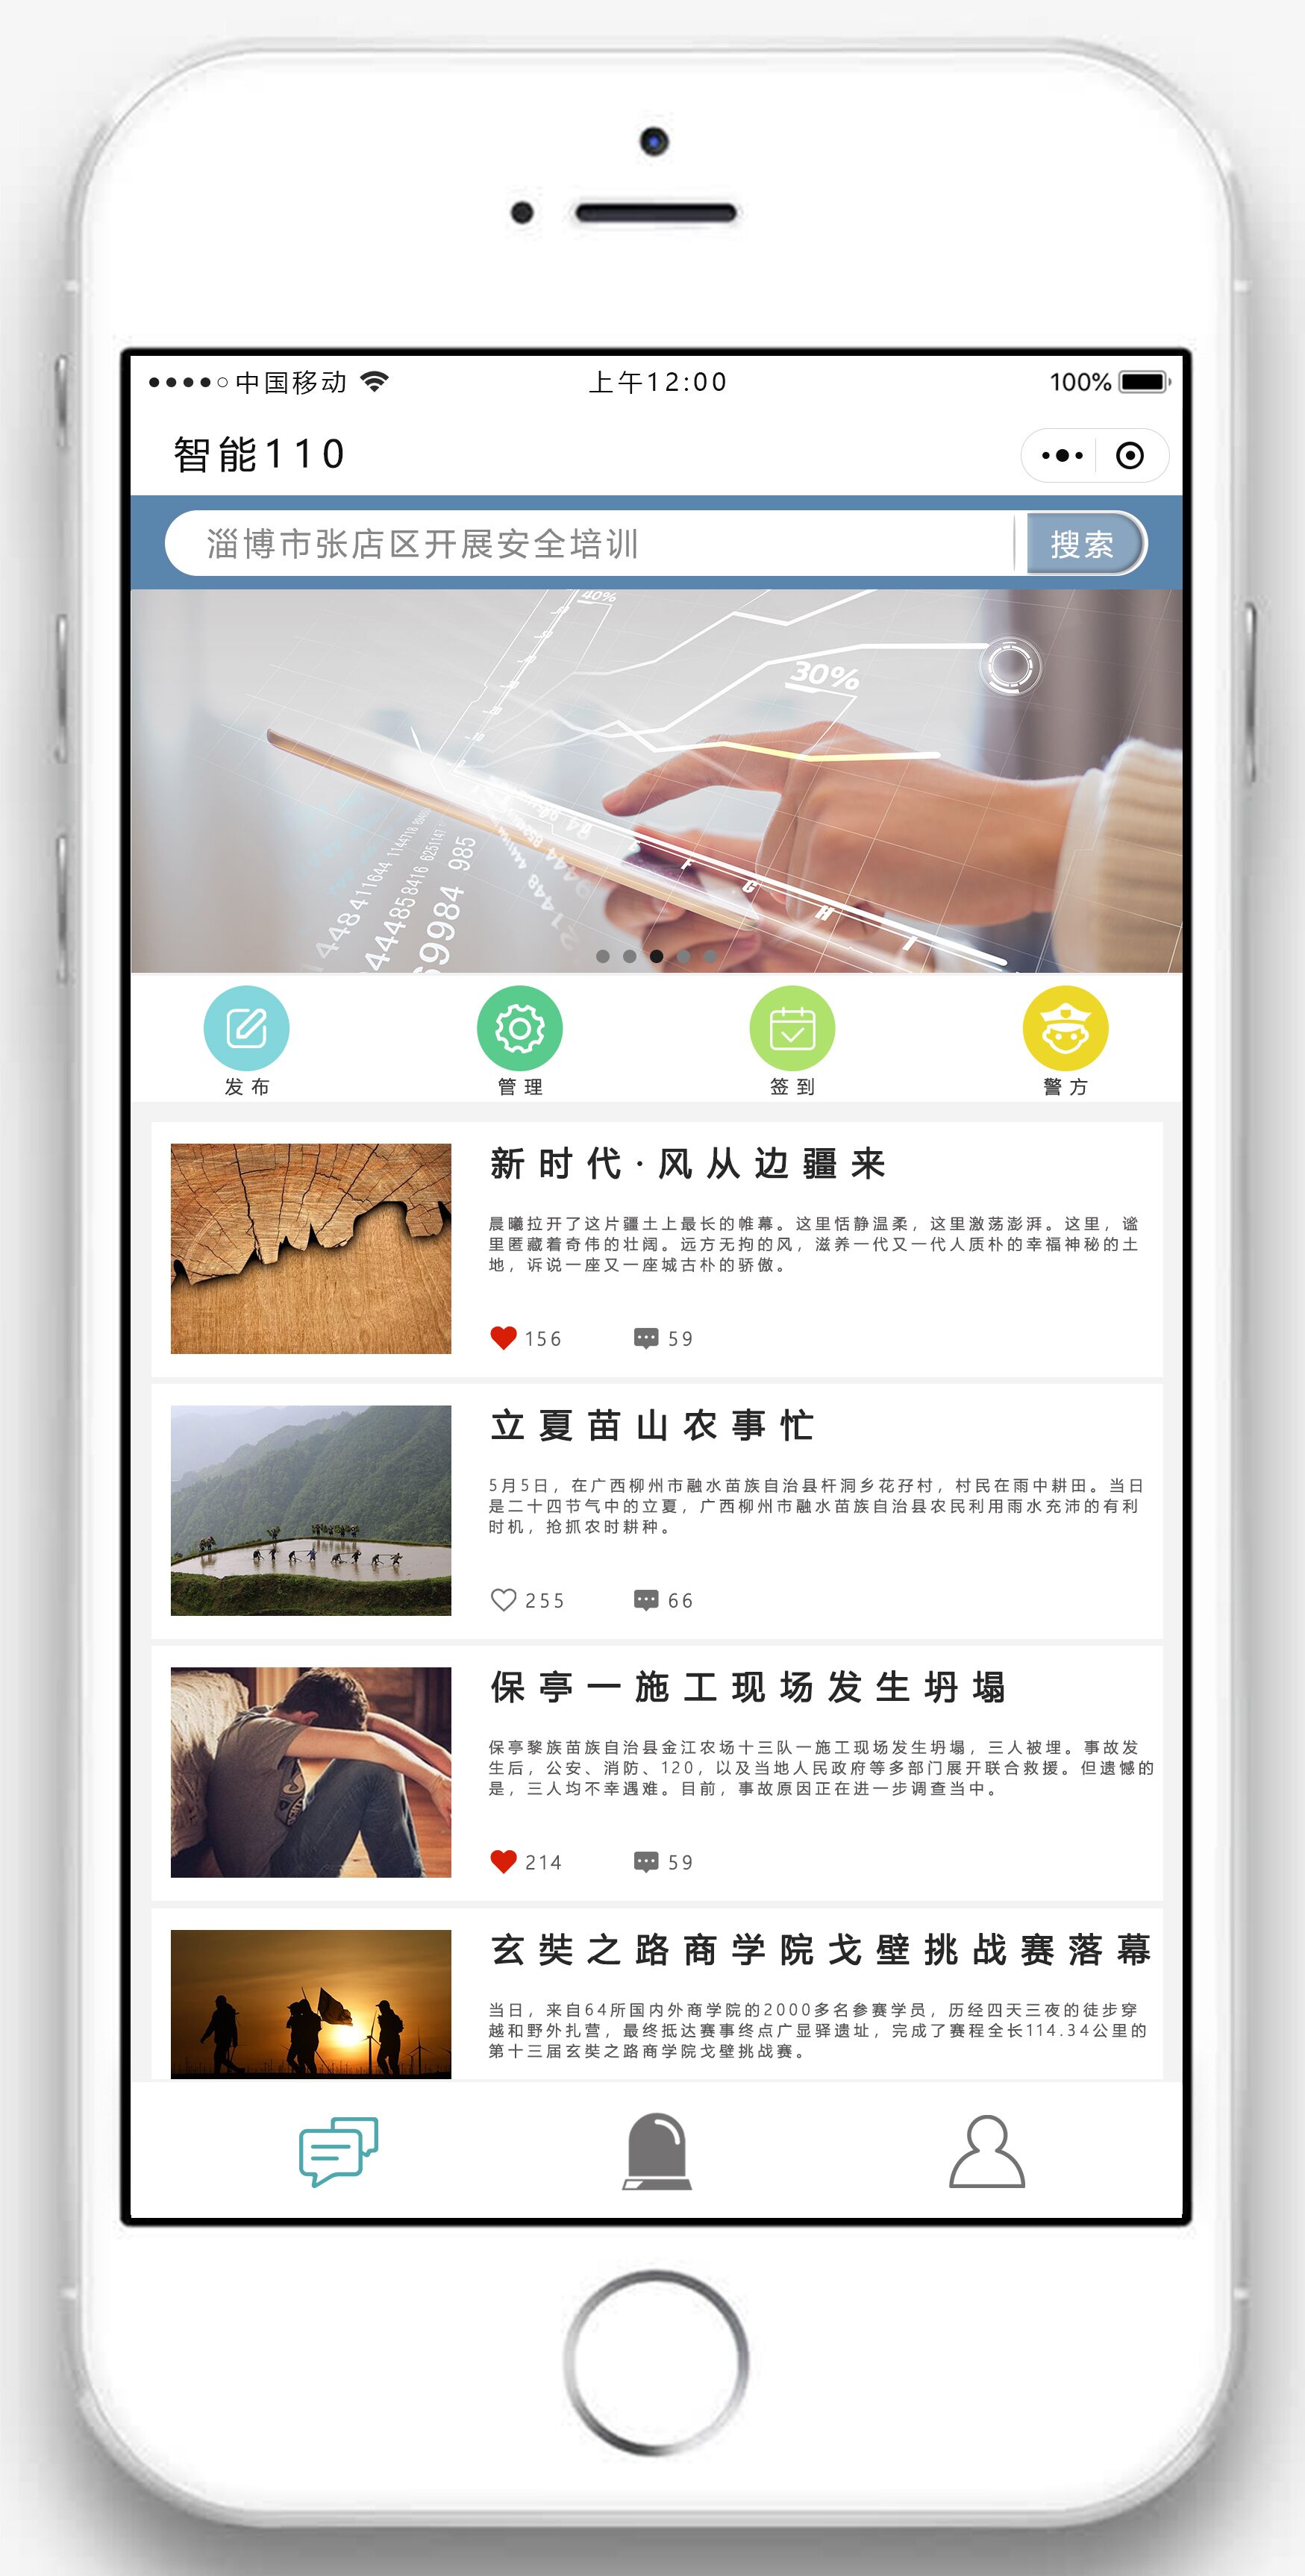 中国移动
上午12:00
100%
智能110
淄博市张店区开展安全培训
搜索
40%
30%
F
G
H
I
69984 985
发布
管理
签到
警方
新时代·风从边疆来
晨曦拉开了这片疆土上最长的帷幕。这里恬静温柔，这里激荡澎湃。这里，谧
里匿藏着奇伟的壮阔。远方无拘的风，滋养一代又一代人质朴的幸福神秘的土
地，诉说一座又一座城古朴的骄傲。
156
59
立夏苗山农事忙
5月5日，在广西柳州市融水苗族自治县杆洞乡花孖村，村民在雨中耕田。当日
是二十四节气中的立夏，广西柳州市融水苗族自治县农民利用雨水充沛的有利
时机，抢抓农时耕种。
255
66
保亭一施工现场发生坍塌
保亭黎族苗族自治县金江农场十三队一施工现场发生坍塌，三人被埋。事故发
生后，公安、消防、120，以及当地人民政府等多部门展开联合救援。但遗憾的
是，三人均不幸遇难。目前，事故原因正在进一步调查当中。
214
59
玄奘之路商学院戈壁挑战赛落幕
当日，来自64所国内外商学院的2000多名参赛学员，历经四天三夜的徒步穿
越和野外扎营，最终抵达赛事终点广显驿遗址，完成了赛程全长114.34公里的
第十三届玄奘之路商学院戈壁挑战赛。